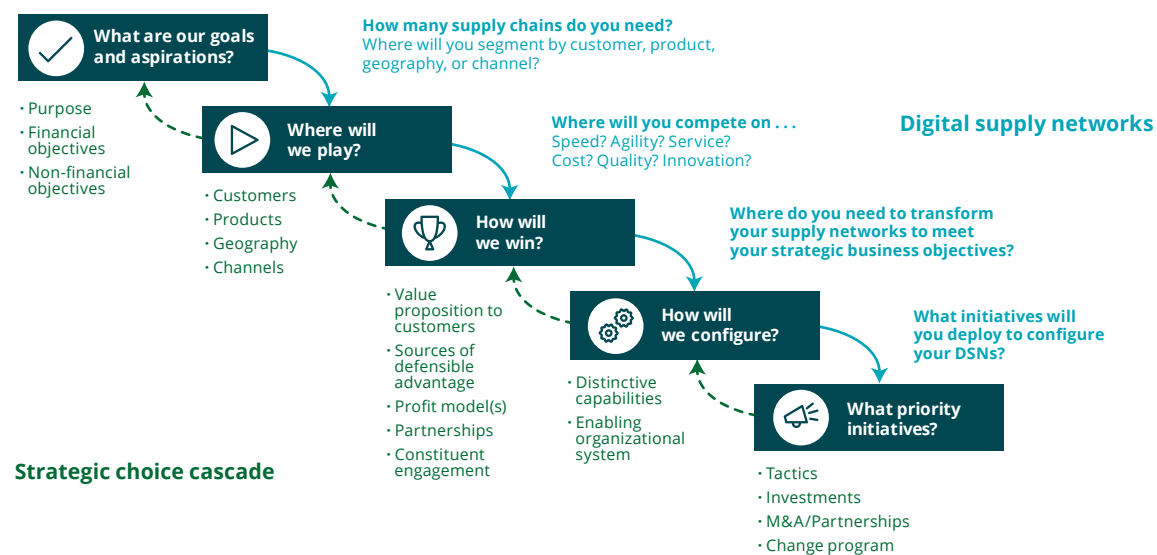 What are our goals
and aspirations?
How many supply chains do you need?
Where will you segment by customer, product,
geography, or channel?
· Purpose
· Financial
objectives
· Non-financial
objectives
Where will
we play?
Where will you compete on . . .
Speed? Agility? Service?
Cost? Quality? Innovation?
Digital supply networks
· Customers
· Products
· Geography
· Channels
How will
we win?
Where do you need to transform
your supply networks to meet
your strategic business objectives?
· Value
proposition to
customers
· Sources of
defensible
advantage
· Profit model(s)
· Partnerships
· Constituent
engagement
How will
we configure?
What initiatives will
you deploy to configure
your DSNs?
· Distinctive
capabilities
· Enabling
organizational
system
What priority
initiatives?
· Tactics
· Investments
· M&A/Partnerships
· Change program
Strategic choice cascade